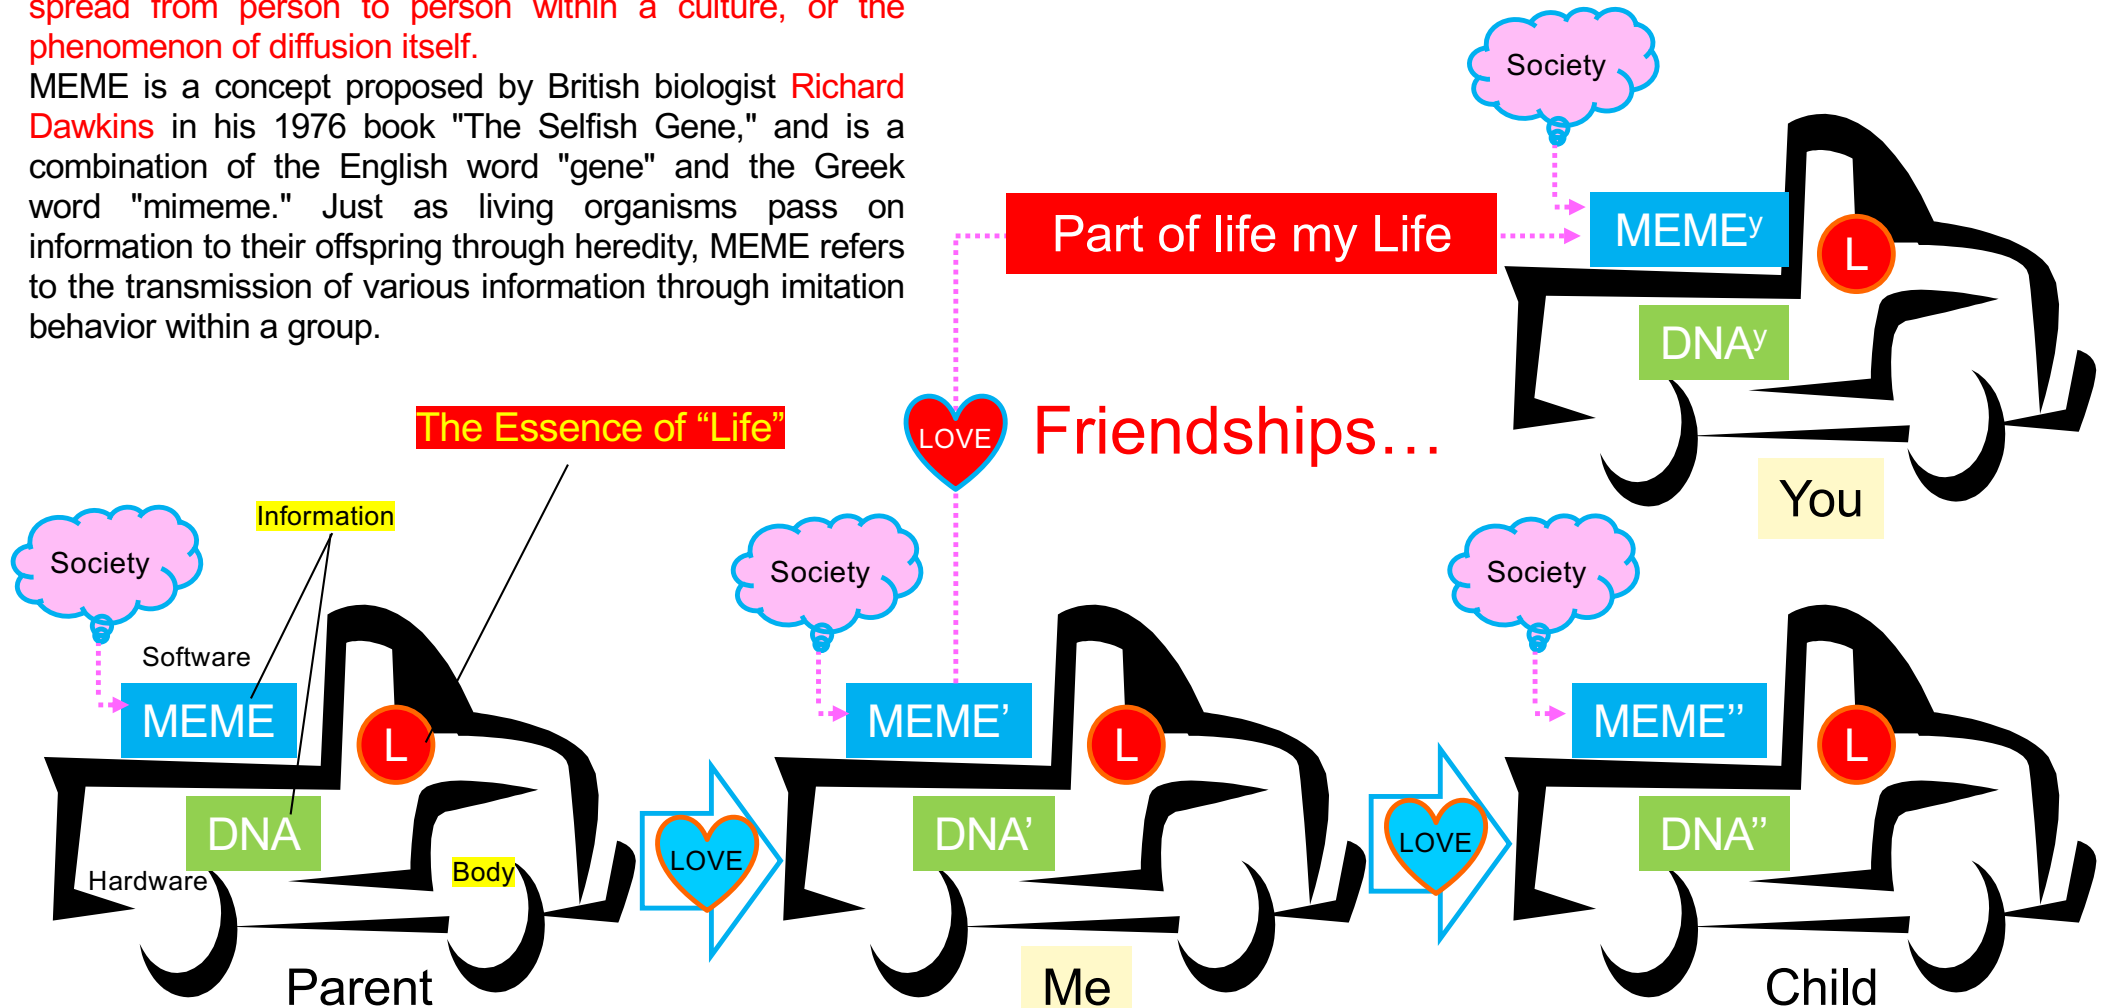 spread from person to person within a culture, or the
phenomenon of diffusion itself.
MEME is a concept proposed by British biologist Richard
Dawkins in his 1976 book "The Selfish Gene," and is a
combination of the English word "gene" and the Greek
word "mimeme." Just as living organisms pass on
information to their offspring through heredity, MEME refers
to the transmission of various information through imitation
behavior within a group.
Society
Part of life my Life
MEMEʸ
L
DNAʸ
You
The Essence of “Life”
LOVE
Friendships…
Information
Society
Software
MEME
L
DNA
Hardware
Body
Parent
LOVE
Society
MEME’
L
DNA’
Me
LOVE
Society
MEME’’
L
DNA’’
Child